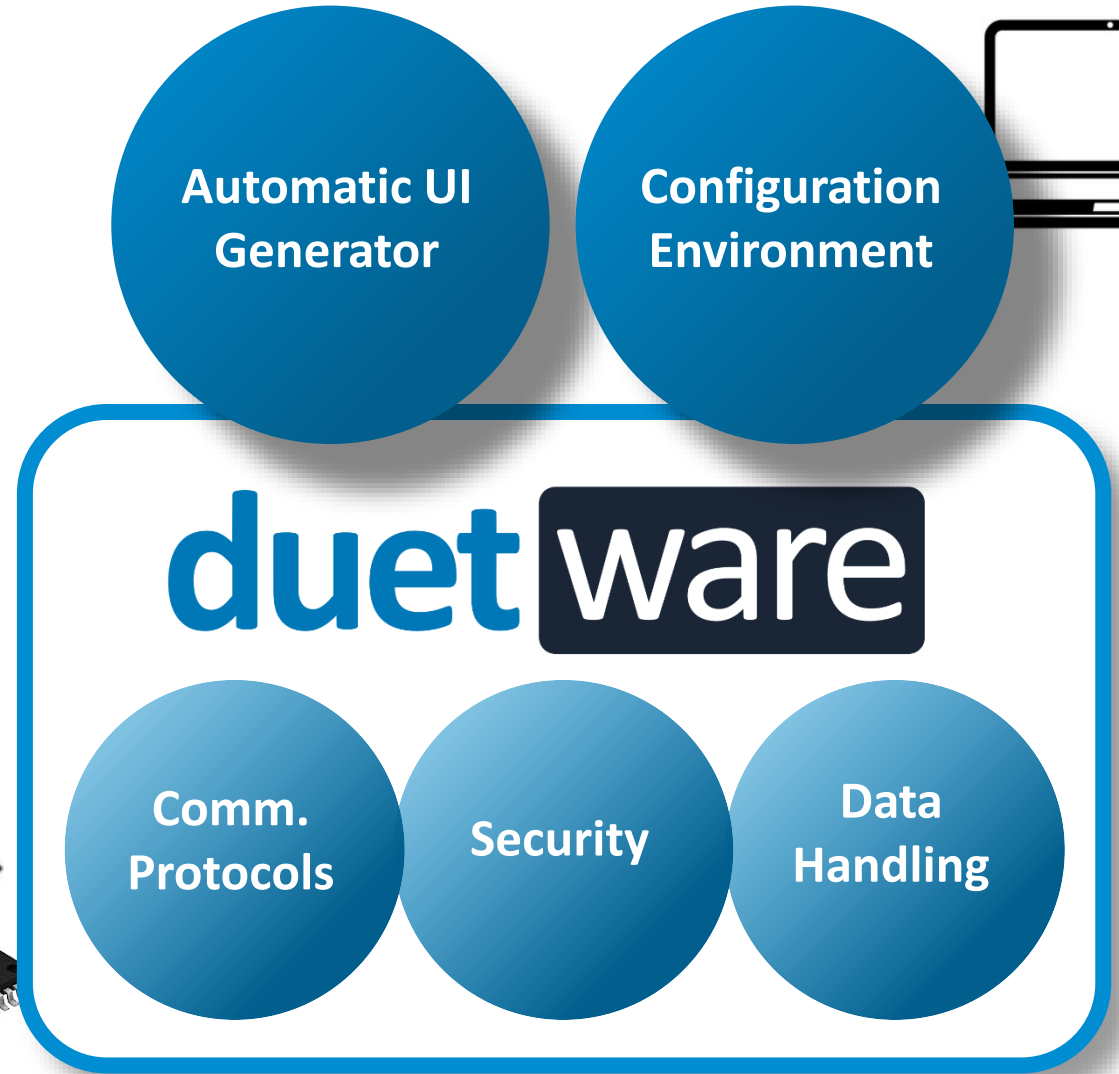 Automatic UI
Generator
Configuration
Environment
duet ware
Comm.
Protocols
Security
Data
Handling